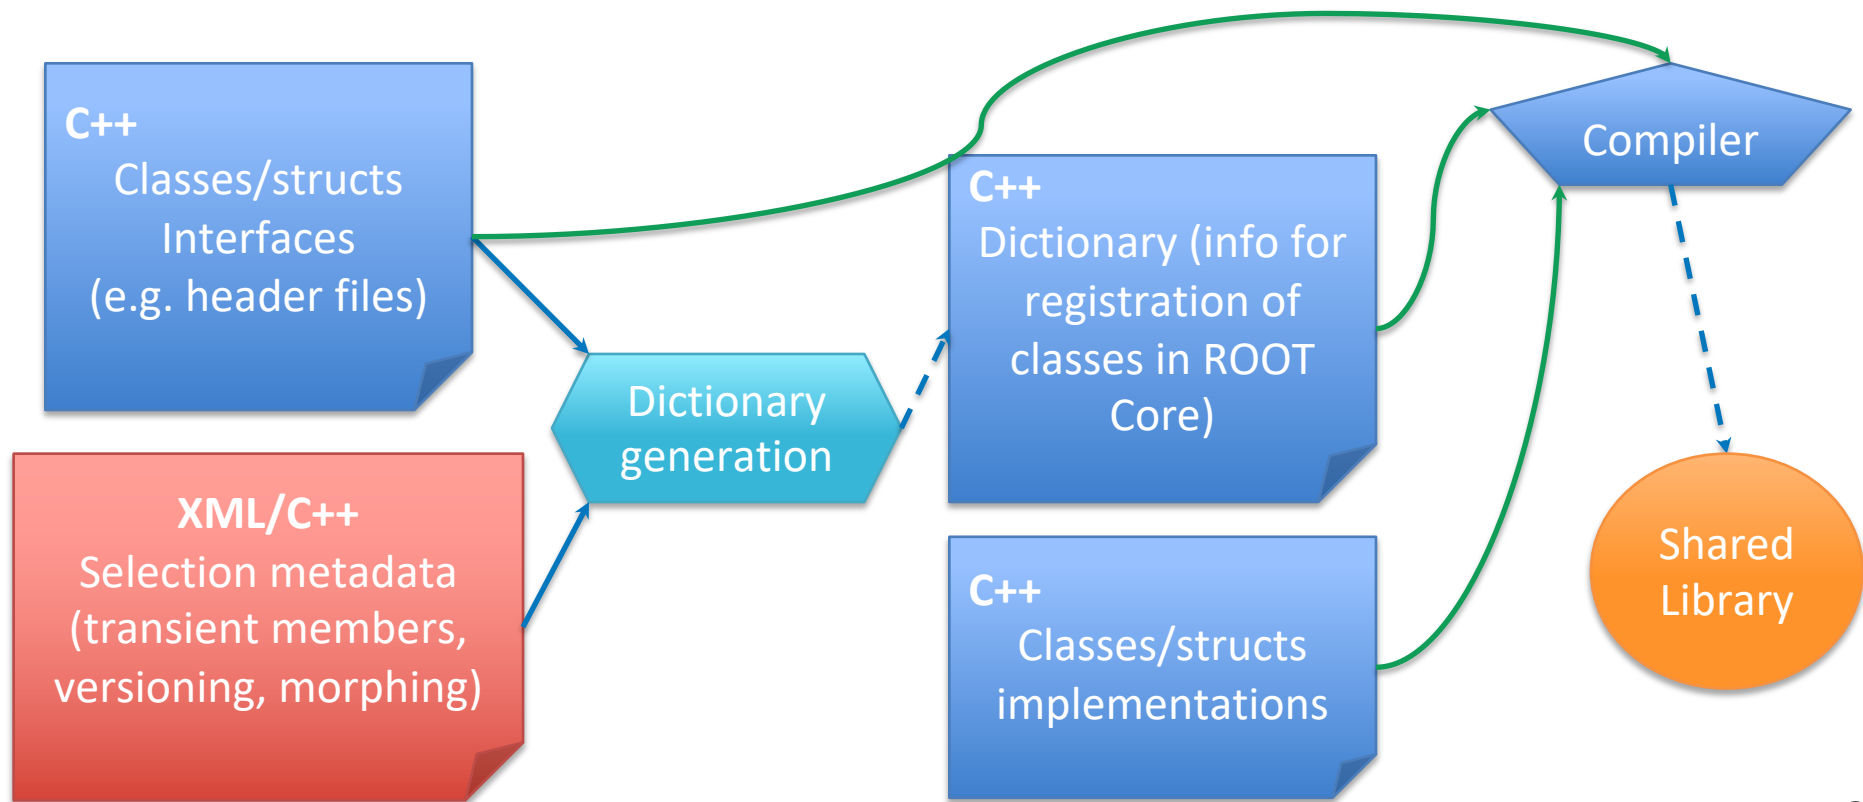 C++
Classes/structs
Interfaces
(e.g. header files)
XML/C++
Selection metadata
(transient members,
versioning, morphing)
Dictionary
generation
C++
Dictionary (info for
registration of
classes in ROOT
Core)
C++
Classes/structs
implementations
Compiler
Shared
Library